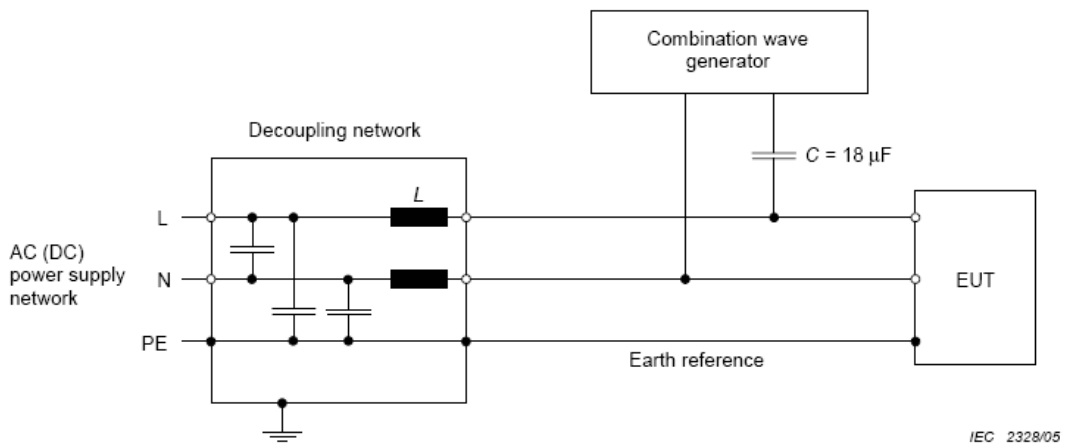 Combination wave
generator
Decoupling network
C = 18 μF
L
L
AC (DC)
power supply
network
N
EUT
PE
Earth reference
IEC 2328/05